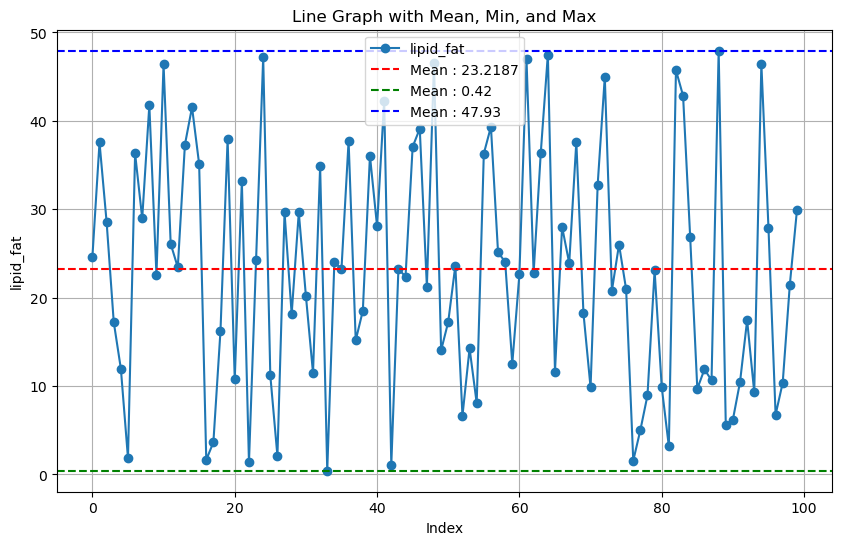 Line Graph with Mean, Min, and Max
50
40
30
20
10
0
lipid_fat
lipid_fat
Mean : 23.2187
Mean : 0.42
Mean : 47.93
0
20
40
60
80
100
Index